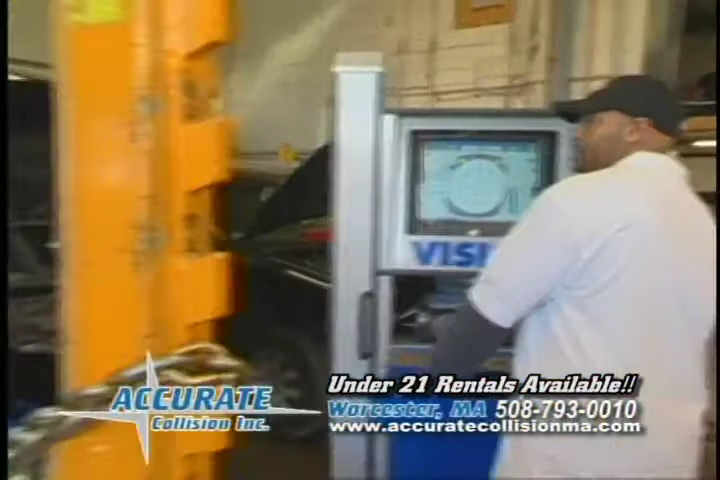 VISI
ACCURATE
Collision Inc.
Under 21 Rentals Available!!
Worcester, MA 508-793-0010
www.accuratecollisionma.com